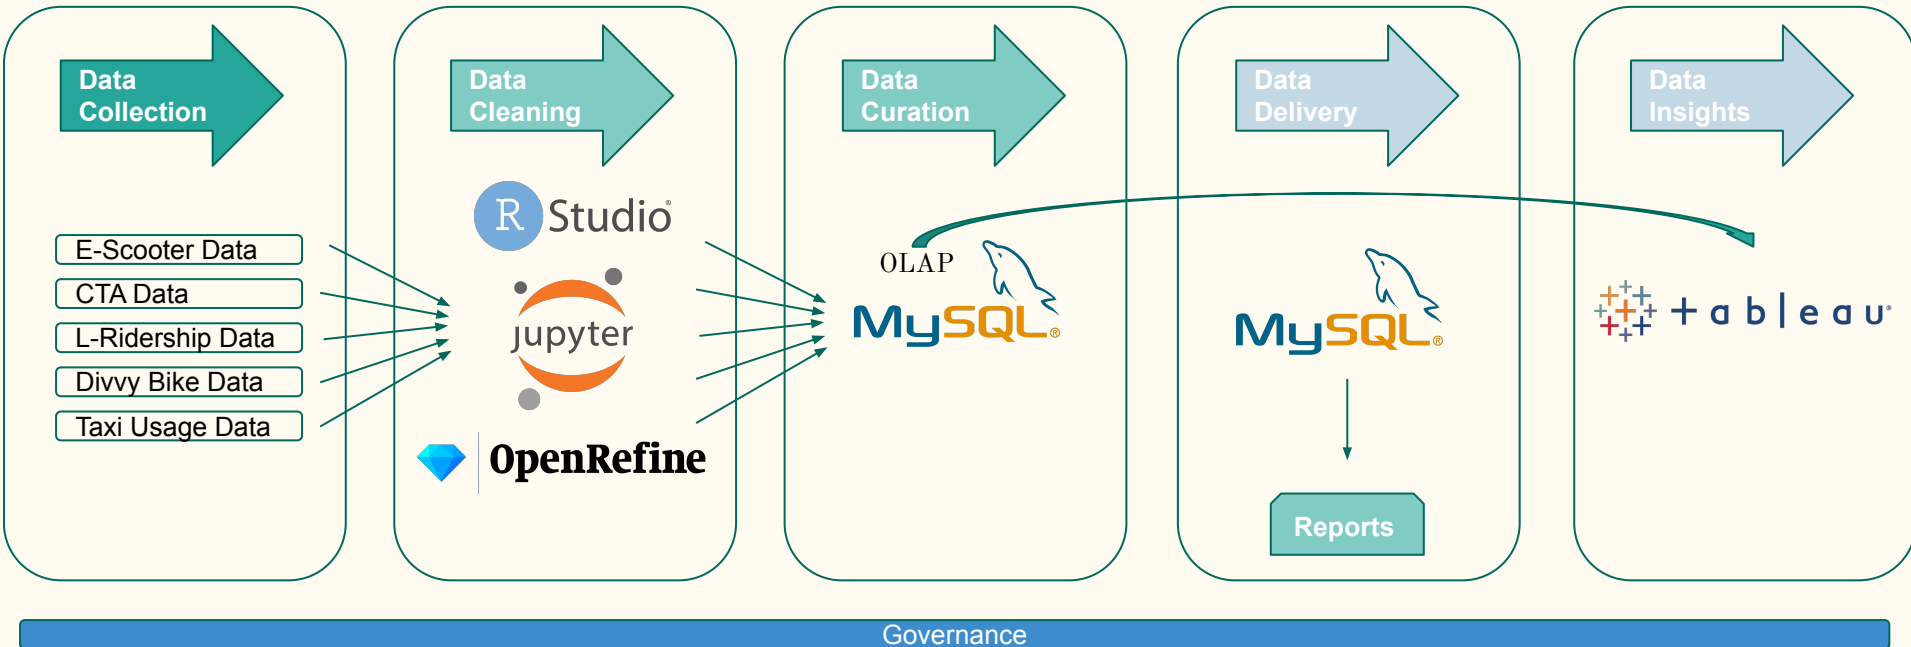 Data
Collection
Data
Cleaning
Data
Curation
Data
Delivery
Data
Insights
E-Scooter Data
CTA Data
L-Ridership Data
Divvy Bike Data
Taxi Usage Data
R Studio®
jupyter
OpenRefine
OLAP
MySQL®
MySQL®
Reports
+ableau®
Governance